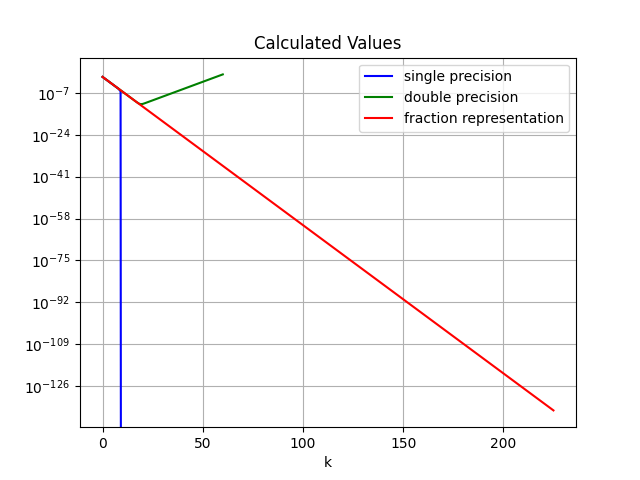 Calculated Values
single precision
double precision
fraction representation
10⁻⁷
10⁻²⁴
10⁻⁴¹
10⁻⁵⁸
10⁻⁷⁵
10⁻⁹²
10⁻¹⁰⁹
10⁻¹²⁶
0 50 100 150 200
k